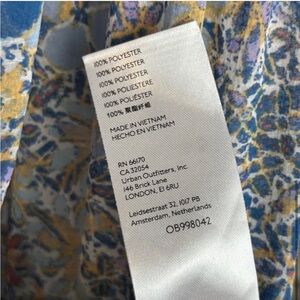 100% POLYESTER
100% POLYESTER
100% POLYESTER
100% POLIESTERE
100% POLIÉSTER
100% 聚酯纤维
MADE IN VIETNAM
HECHO EN VIETNAM
RN 66170
CA 32054
Urban Outfitters, Inc.
146 Brick Lane
LONDON, E1 6RU
Leidsestraat 32, 1017 PB
Amsterdam, Netherlands
OB998042